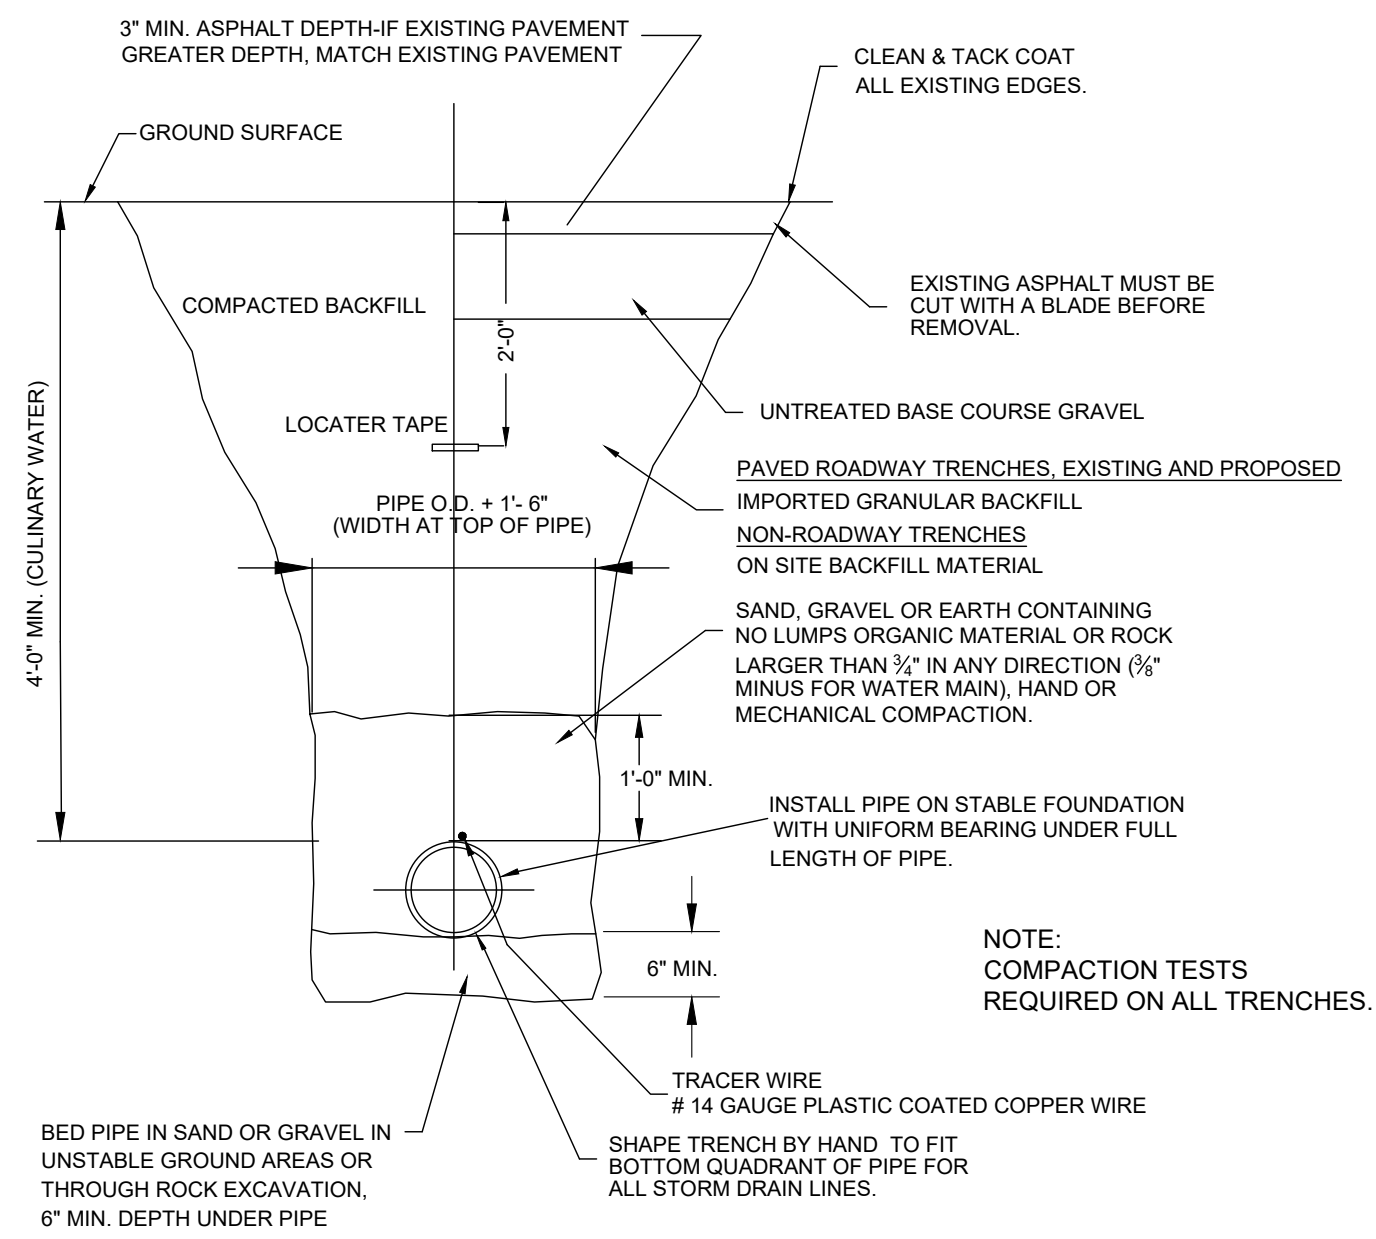 3" MIN. ASPHALT DEPTH-IF EXISTING PAVEMENT
GREATER DEPTH, MATCH EXISTING PAVEMENT
CLEAN & TACK COAT
ALL EXISTING EDGES.
GROUND SURFACE
EXISTING ASPHALT MUST BE
CUT WITH A BLADE BEFORE
REMOVAL.
COMPACTED BACKFILL
2'-0"
UNTREATED BASE COURSE GRAVEL
LOCATER TAPE
4'-0" MIN. (CULINARY WATER)
PAVED ROADWAY TRENCHES, EXISTING AND PROPOSED
IMPORTED GRANULAR BACKFILL
NON-ROADWAY TRENCHES
ON SITE BACKFILL MATERIAL
PIPE O.D. + 1'- 6"
(WIDTH AT TOP OF PIPE)
SAND, GRAVEL OR EARTH CONTAINING
NO LUMPS ORGANIC MATERIAL OR ROCK
LARGER THAN 3/4" IN ANY DIRECTION (3/8"
MINUS FOR WATER MAIN), HAND OR
MECHANICAL COMPACTION.
1'-0" MIN.
INSTALL PIPE ON STABLE FOUNDATION
WITH UNIFORM BEARING UNDER FULL
LENGTH OF PIPE.
6" MIN.
NOTE:
COMPACTION TESTS
REQUIRED ON ALL TRENCHES.
TRACER WIRE
# 14 GAUGE PLASTIC COATED COPPER WIRE
BED PIPE IN SAND OR GRAVEL IN
UNSTABLE GROUND AREAS OR
THROUGH ROCK EXCAVATION,
6" MIN. DEPTH UNDER PIPE
SHAPE TRENCH BY HAND TO FIT
BOTTOM QUADRANT OF PIPE FOR
ALL STORM DRAIN LINES.